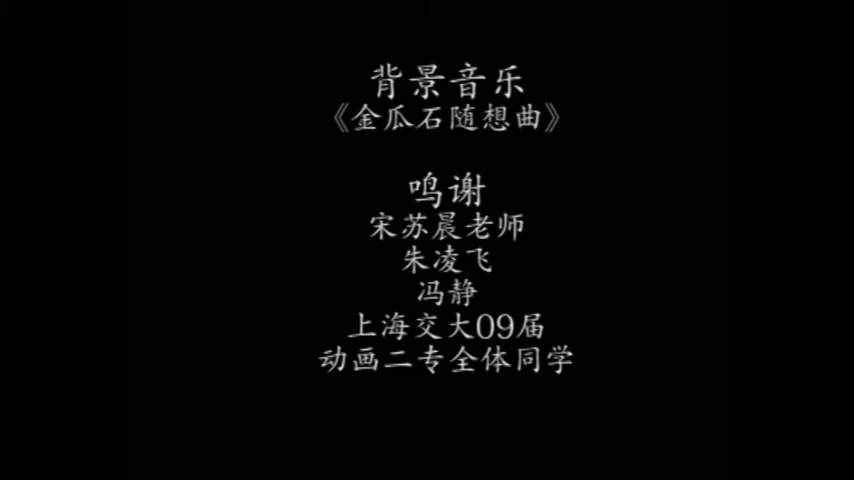 背景音乐
《金瓜石随想曲》
鸣谢
宋苏晨老师
朱凌飞
冯静
上海交大09届
动画二专全体同学